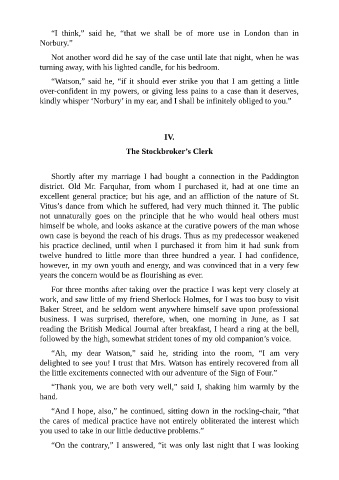 “I think,” said he, “that we shall be of more use in London than in
Norbury.”
Not another word did he say of the case until late that night, when he was
turning away, with his lighted candle, for his bedroom.
“Watson,” said he, “if it should ever strike you that I am getting a little
over-confident in my powers, or giving less pains to a case than it deserves,
kindly whisper ‘Norbury’ in my ear, and I shall be infinitely obliged to you.”
IV.
The Stockbroker’s Clerk
Shortly after my marriage I had bought a connection in the Paddington
district. Old Mr. Farquhar, from whom I purchased it, had at one time an
excellent general practice; but his age, and an affliction of the nature of St.
Vitus’s dance from which he suffered, had very much thinned it. The public
not unnaturally goes on the principle that he who would heal others must
himself be whole, and looks askance at the curative powers of the man whose
own case is beyond the reach of his drugs. Thus as my predecessor weakened
his practice declined, until when I purchased it from him it had sunk from
twelve hundred to little more than three hundred a year. I had confidence,
however, in my own youth and energy, and was convinced that in a very few
years the concern would be as flourishing as ever.
For three months after taking over the practice I was kept very closely at
work, and saw little of my friend Sherlock Holmes, for I was too busy to visit
Baker Street, and he seldom went anywhere himself save upon professional
business. I was surprised, therefore, when, one morning in June, as I sat
reading the British Medical Journal after breakfast, I heard a ring at the bell,
followed by the high, somewhat strident tones of my old companion’s voice.
“Ah, my dear Watson,” said he, striding into the room, “I am very
delighted to see you! I trust that Mrs. Watson has entirely recovered from all
the little excitements connected with our adventure of the Sign of Four.”
“Thank you, we are both very well,” said I, shaking him warmly by the
hand.
“And I hope, also,” he continued, sitting down in the rocking-chair, “that
the cares of medical practice have not entirely obliterated the interest which
you used to take in our little deductive problems.”
“On the contrary,” I answered, “it was only last night that I was looking